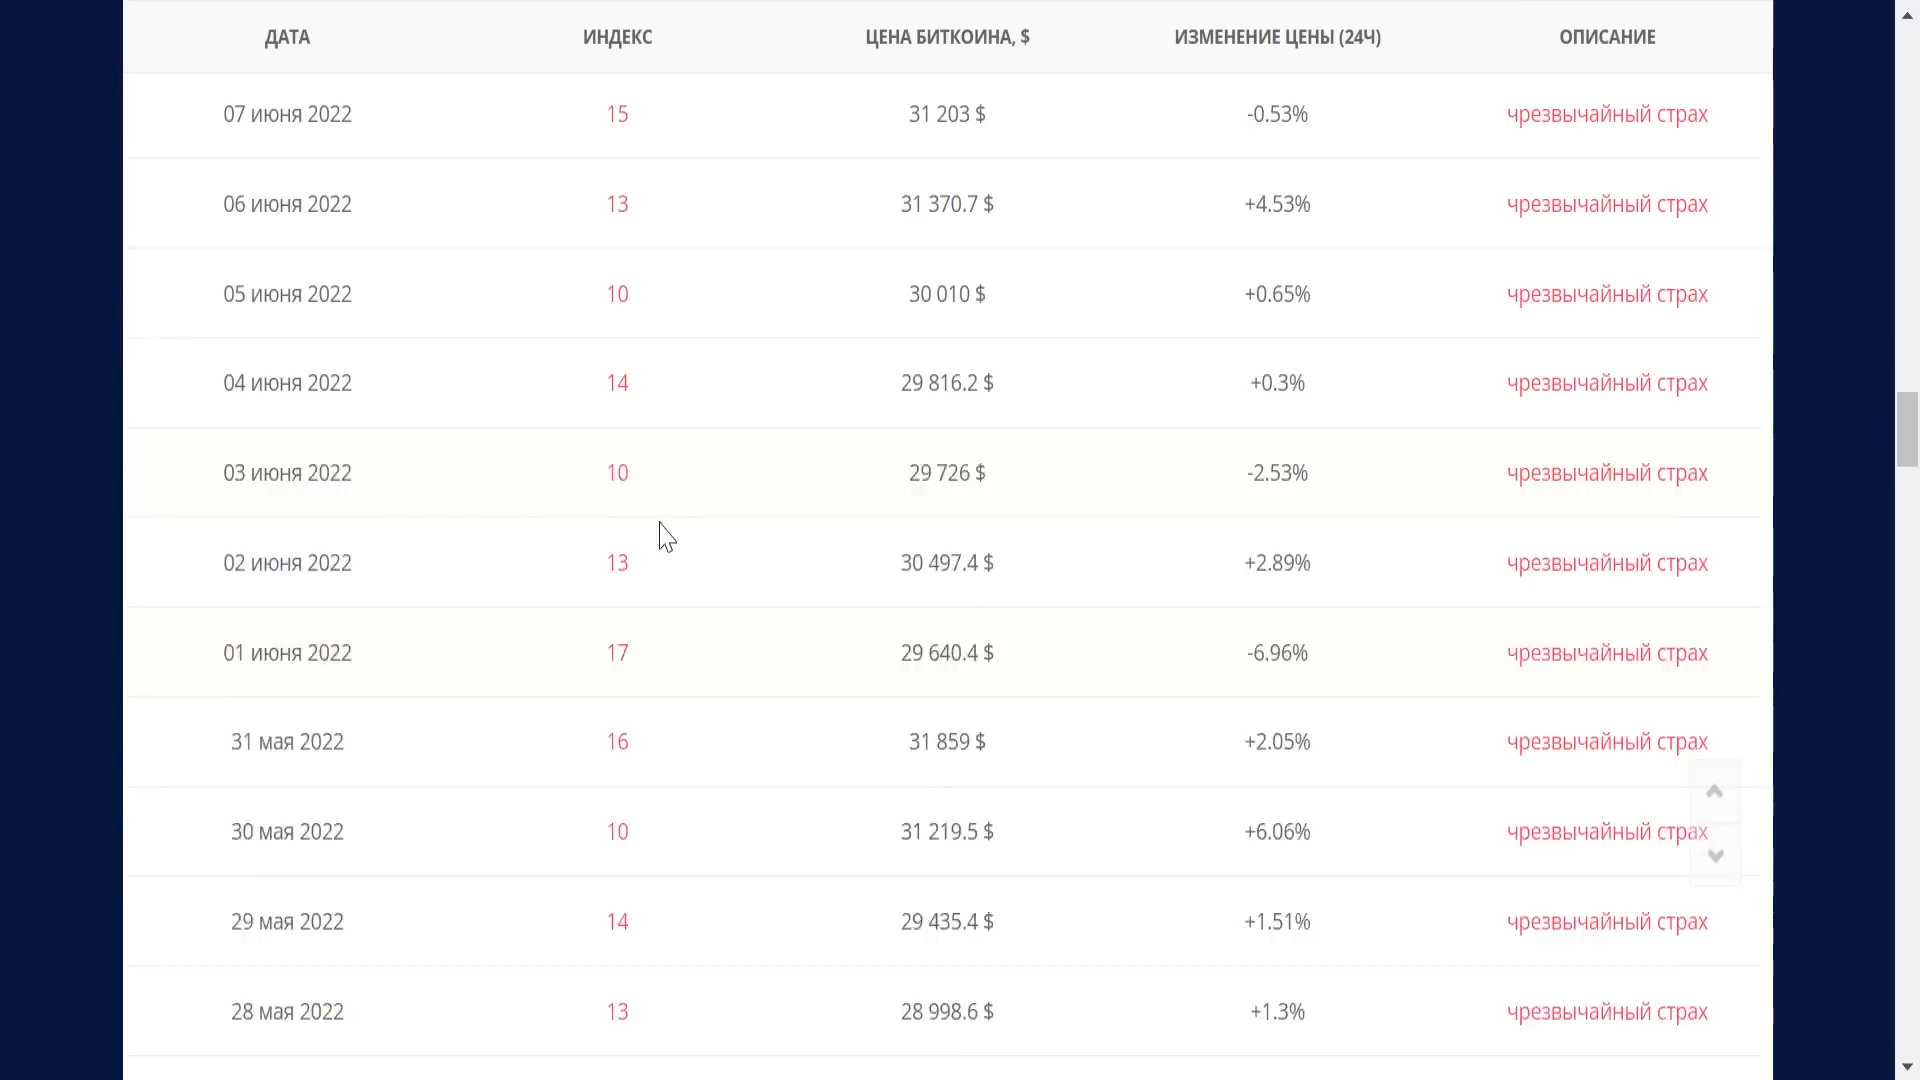 ДАТА ИНДЕКС ЦЕНА БИТКОИНА, $ ИЗМЕНЕНИЕ ЦЕНЫ (24Ч) ОПИСАНИЕ
07 июня 2022 15 31 203 $ -0.53% чрезвычайный страх
06 июня 2022 13 31 370.7 $ +4.53% чрезвычайный страх
05 июня 2022 10 30 010 $ +0.65% чрезвычайный страх
04 июня 2022 14 29 816.2 $ +0.3% чрезвычайный страх
03 июня 2022 10 29 726 $ -2.53% чрезвычайный страх
02 июня 2022 13 30 497.4 $ +2.89% чрезвычайный страх
01 июня 2022 17 29 640.4 $ -6.96% чрезвычайный страх
31 мая 2022 16 31 859 $ +2.05% чрезвычайный страх
30 мая 2022 10 31 219.5 $ +6.06% чрезвычайный страх
29 мая 2022 14 29 435.4 $ +1.51% чрезвычайный страх
28 мая 2022 13 28 998.6 $ +1.3% чрезвычайный страх